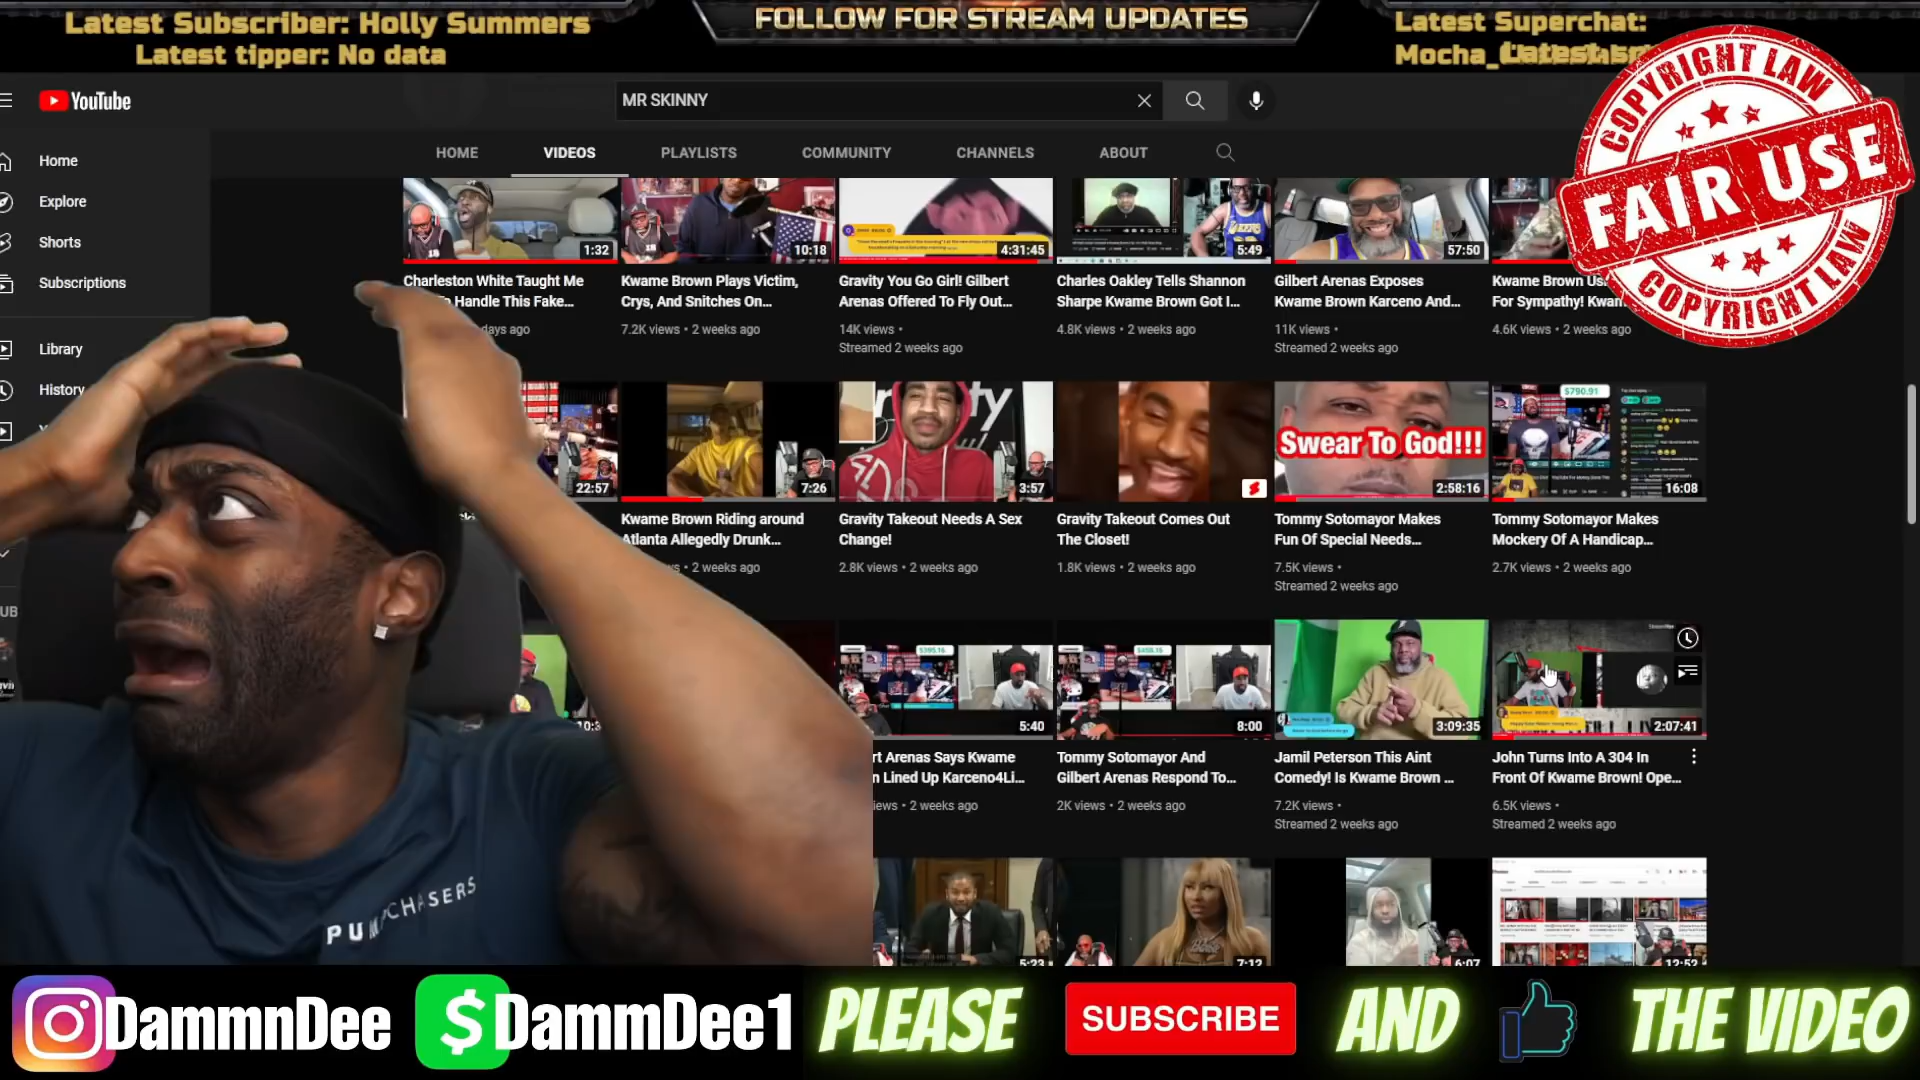 Latest Subscriber: Holly Summers
Latest tipper: No data
FOLLOW FOR STREAM UPDATES
Latest Superchat:
Mocha_
COPYRIGHT LAW
FAIR USE
COPYRIGHT LAW
YouTube
MR SKINNY
HOME VIDEOS PLAYLISTS COMMUNITY CHANNELS ABOUT
Home
Explore
Shorts
Subscriptions
Library
History
1:32
10:18
4:31:45
5:49
57:50
Charleston White Taught Me
To Handle This Fake...
days ago
Kwame Brown Plays Victim,
Crys, And Snitches On...
7.2K views • 2 weeks ago
Gravity You Go Girl! Gilbert
Arenas Offered To Fly Out...
14K views •
Streamed 2 weeks ago
Charles Oakley Tells Shannon
Sharpe Kwame Brown Got I...
4.8K views • 2 weeks ago
Gilbert Arenas Exposes
Kwame Brown Karceno And...
11K views •
Streamed 2 weeks ago
Kwame Brown
For Sympathy!
4.6K views • 2 weeks ago
22:57
7:26
3:57
Swear To God!!!
2:58:16
$790.91
16:08
Kwame Brown Riding around
Atlanta Allegedly Drunk...
2 weeks ago
Gravity Takeout Needs A Sex
Change!
2.8K views • 2 weeks ago
Gravity Takeout Comes Out
The Closet!
1.8K views • 2 weeks ago
Tommy Sotomayor Makes
Fun Of Special Needs...
7.5K views •
Streamed 2 weeks ago
Tommy Sotomayor Makes
Mockery Of A Handicap...
2.7K views • 2 weeks ago
5:40
8:00
3:09:35
2:07:41
Arenas Says Kwame
Lined Up Karceno4Li...
2 weeks ago
Tommy Sotomayor And
Gilbert Arenas Respond To...
2K views • 2 weeks ago
Jamil Peterson This Aint
Comedy! Is Kwame Brown ...
7.2K views •
Streamed 2 weeks ago
John Turns Into A 304 In
Front Of Kwame Brown! Ope...
6.5K views •
Streamed 2 weeks ago
5:23
7:12
6:07
12:52
DammnDee
$ DammDee1
PLEASE SUBSCRIBE AND THE VIDEO